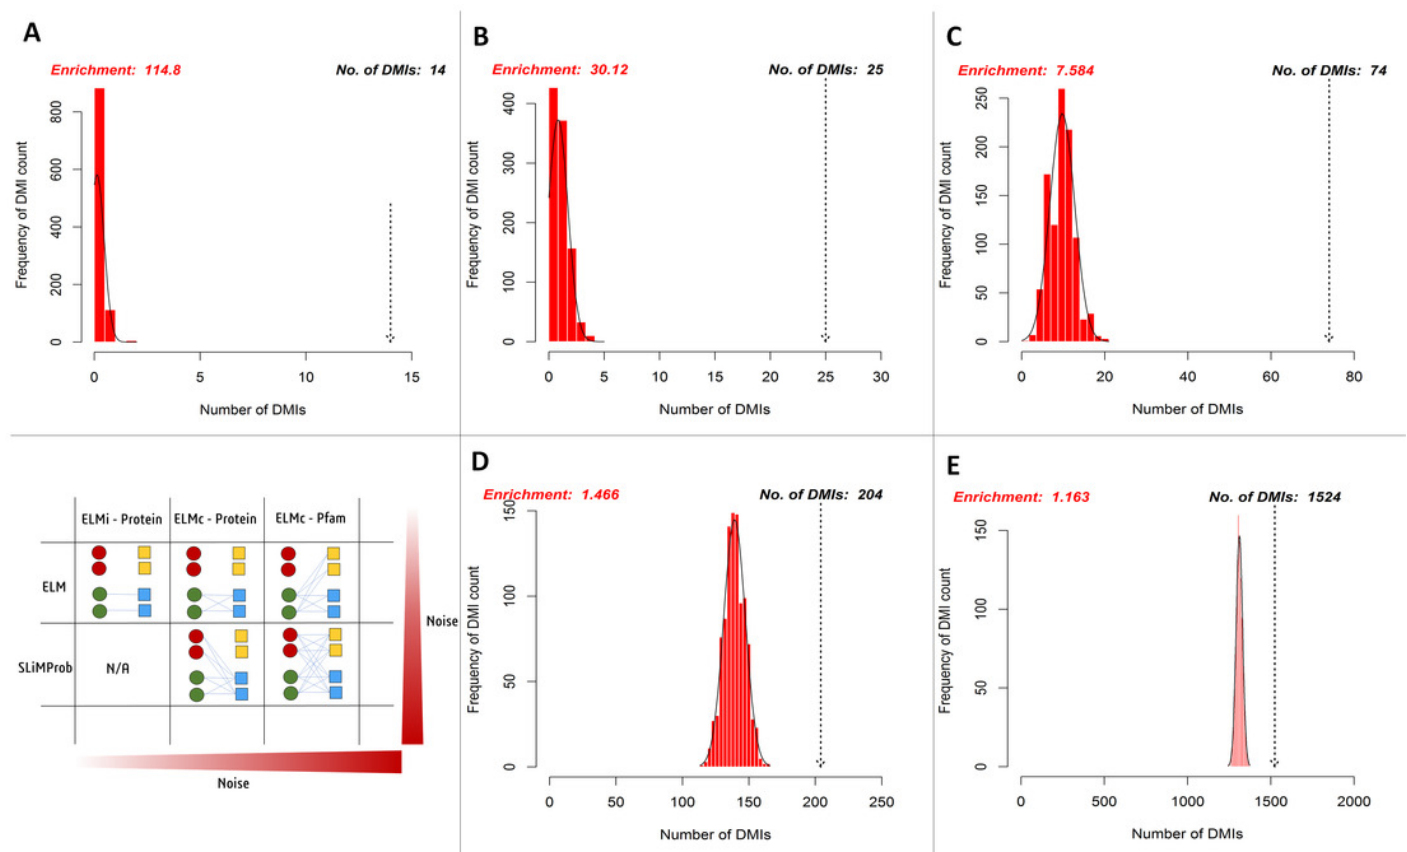 A
Enrichment: 114.8
No. of DMIs: 14
Frequency of DMI count
800
600
400
200
0
0 5 10 15
Number of DMIs
B
Enrichment: 30.12
No. of DMIs: 25
Frequency of DMI count
400
300
200
100
0
0 5 10 15 20 25 30
Number of DMIs
C
Enrichment: 7.584
No. of DMIs: 74
Frequency of DMI count
250
200
150
100
50
0
0 20 40 60 80
Number of DMIs
ELMi - Protein ELMc - Protein ELMc - Pfam
ELM
SLiMProb
N/A
Noise
Noise
D
Enrichment: 1.466
No. of DMIs: 204
Frequency of DMI count
150
100
50
0
0 50 100 150 200 250
Number of DMIs
E
Enrichment: 1.163
No. of DMIs: 1524
Frequency of DMI count
150
100
50
0
0 500 1000 1500 2000
Number of DMIs